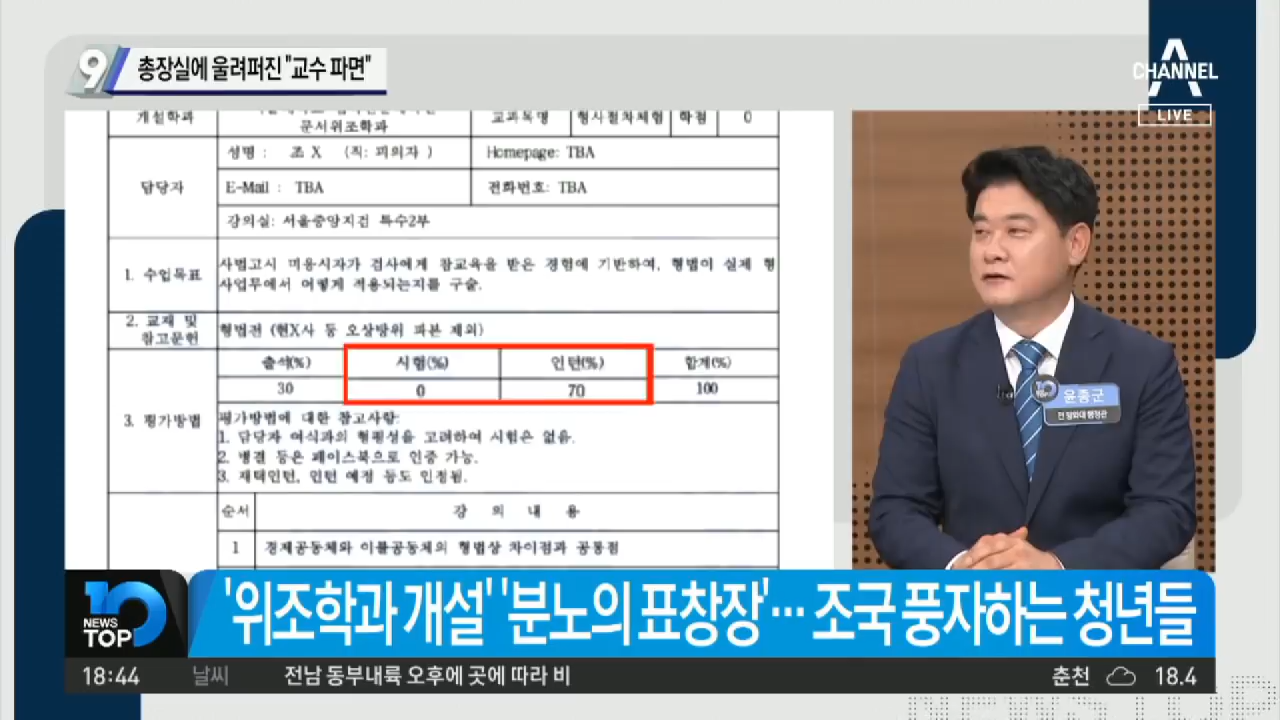 9 총장실에 울려퍼진 "교수 파면"
CHANNEL A
LIVE
개설학과
문서위조학과
교과목명 형사절차체험 학점 0
담당자
성명 : 조 X (직: 피의자 ) Homepage: TBA
E-Mail : TBA 전화번호: TBA
강의실: 서울중앙지검 특수2부
1. 수업목표
사법고시 미응시자가 검사에게 참교육을 받은 경험에 기반하여, 형법이 실제 형
사업무에서 어떻게 적용되는지를 구술.
2. 교재 및
참고문헌
형법전 (현X사 등 오상방위 파본 제외)
3. 평가방법
출석(%) 시험(%) 인턴(%) 합계(%)
30 0 70 100
평가방법에 대한 참고사항:
1. 담당자 여식과의 형평성을 고려하여 시험은 없음.
2. 병결 등은 페이스북으로 인증 가능.
3. 재택인턴, 인턴 예정 등도 인정됨.
순서 강 의 내 용
1 경제공동체와 이불공동체의 형법상 차이점과 공통점
TOP 10 윤종군
전 청와대 행정관
NEWS
TOP 10
'위조학과 개설' '분노의 표창장'… 조국 풍자하는 청년들
18:44 날씨 전남 동부내륙 오후에 곳에 따라 비 춘천 18.4